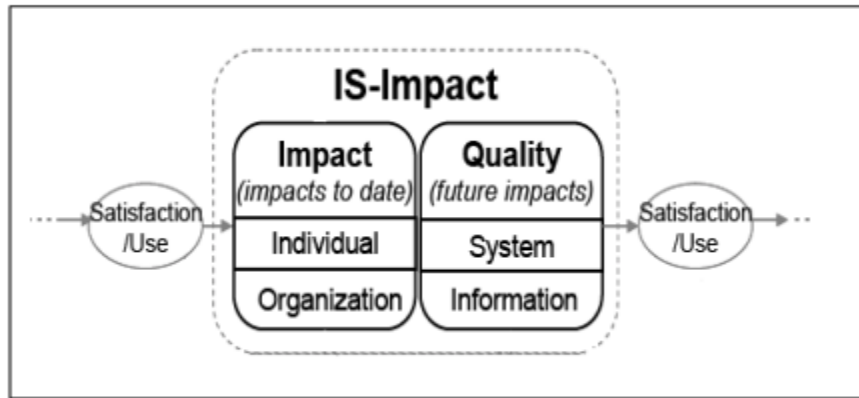 IS-Impact
Impact
(impacts to date)
Individual
Organization
Quality
(future impacts)
System
Information
Satisfaction
/Use
Satisfaction
/Use